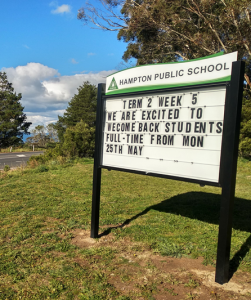 HAMPTON PUBLIC SCHOOL
TERM 2 WEEK 5
WE ARE EXCITED TO
WECOME BACK STUDENTS
FULL-TIME FROM MON
25TH MAY